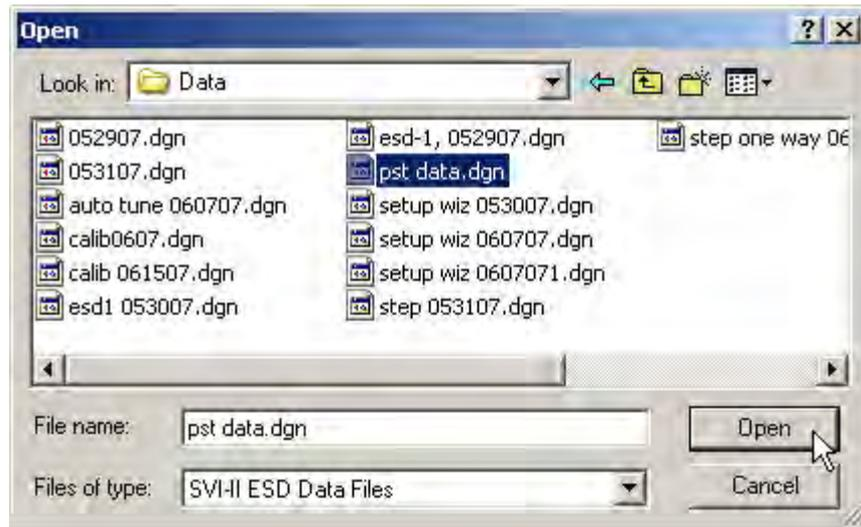 Open
Look in: Data
052907.dgn
053107.dgn
auto tune 060707.dgn
calib0607.dgn
calib 061507.dgn
esd1 053007.dgn
esd-1, 052907.dgn
pst data.dgn
setup wiz 053007.dgn
setup wiz 060707.dgn
setup wiz 0607071.dgn
step 053107.dgn
step one way 06
File name: pst data.dgn
Open
Files of type: SVI-II ESD Data Files
Cancel